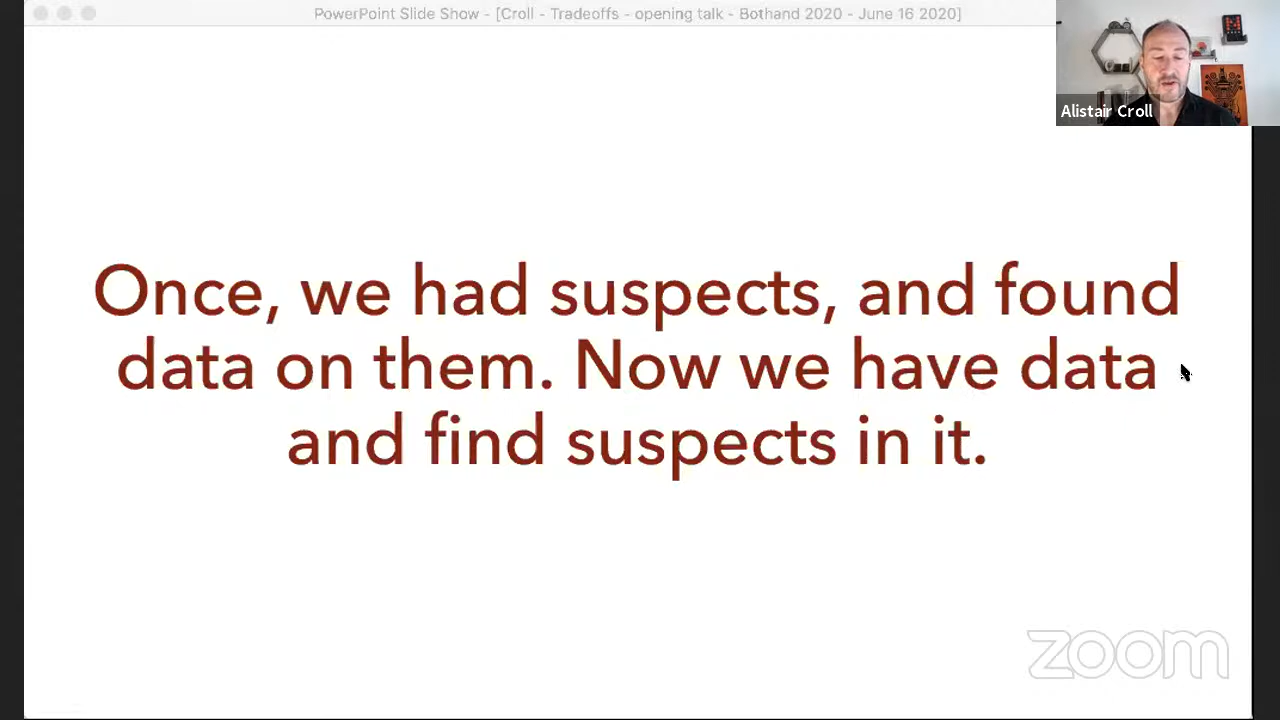 PowerPoint Slide Show - [Croll - Tradeoffs - opening talk - Bothand 2020 - June 16 2020]
Alistair Croll
Once, we had suspects, and found
data on them. Now we have data
and find suspects in it.
zoom